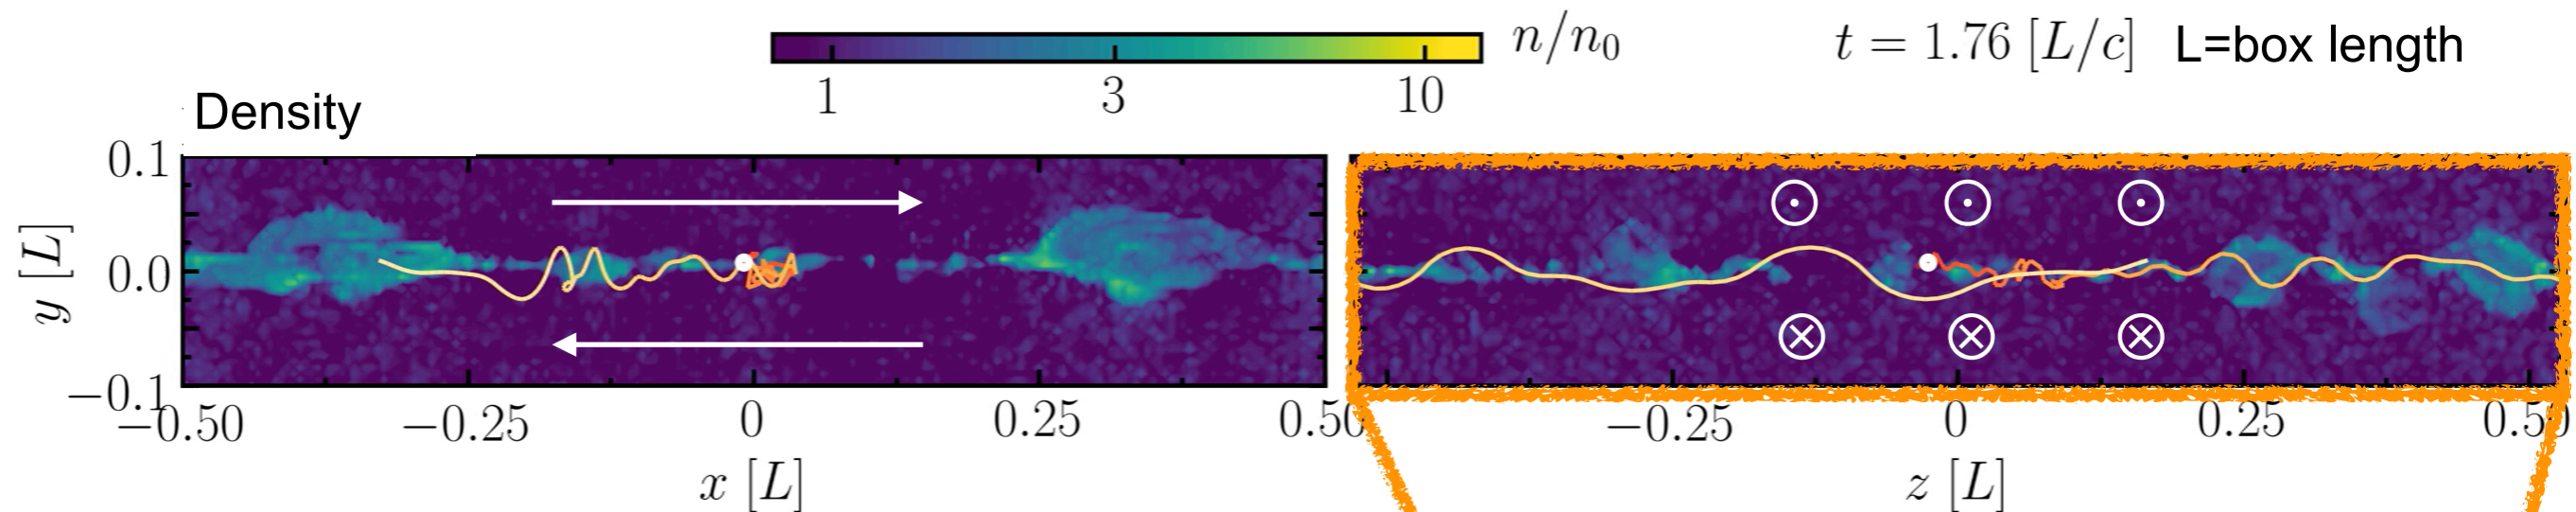 n/n₀
t = 1.76 [L/c] L=box length
1 3 10
Density
0.1
0.0
−0.1
y [L]
−0.50 −0.25 0 0.25 0.50
−0.25 0 0.25 0.50
x [L]
z [L]